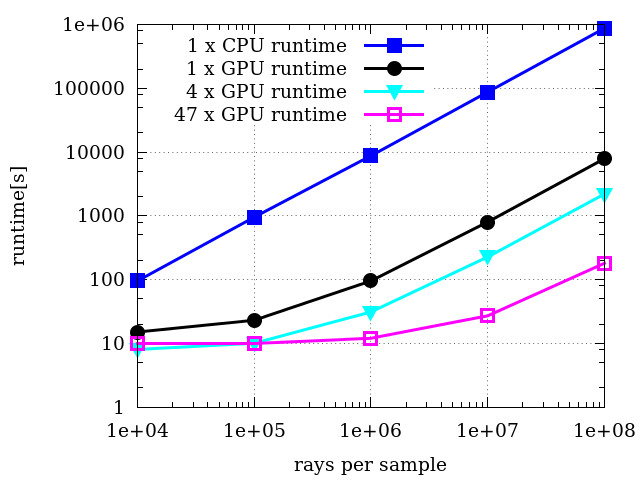 1e+06
100000
10000
1000
100
10
1
runtime[s]
1 x CPU runtime
1 x GPU runtime
4 x GPU runtime
47 x GPU runtime
1e+04 1e+05 1e+06 1e+07 1e+08
rays per sample